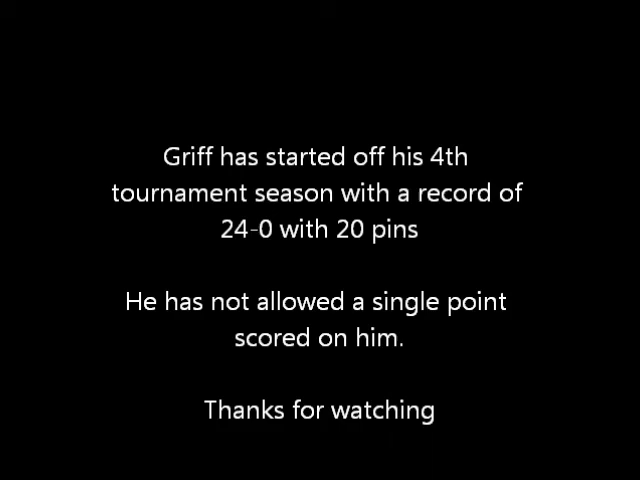 Griff has started off his 4th
tournament season with a record of
24-0 with 20 pins
He has not allowed a single point
scored on him.
Thanks for watching